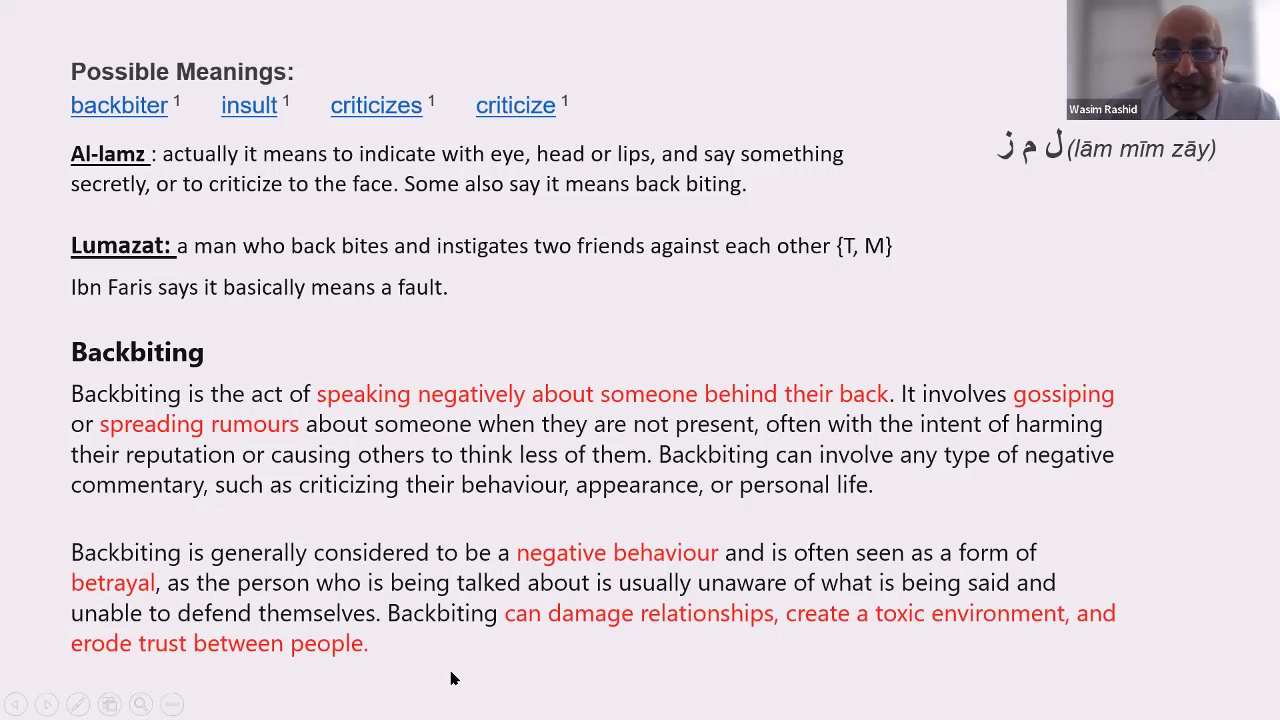 Possible Meanings:
backbiter 1 insult 1 criticizes 1 criticize 1
Wasim Rashid
ل م ز (lām mīm zāy)
Al-lamz : actually it means to indicate with eye, head or lips, and say something
secretly, or to criticize to the face. Some also say it means back biting.
Lumazat: a man who back bites and instigates two friends against each other {T, M}
Ibn Faris says it basically means a fault.
Backbiting
Backbiting is the act of speaking negatively about someone behind their back. It involves gossiping
or spreading rumours about someone when they are not present, often with the intent of harming
their reputation or causing others to think less of them. Backbiting can involve any type of negative
commentary, such as criticizing their behaviour, appearance, or personal life.
Backbiting is generally considered to be a negative behaviour and is often seen as a form of
betrayal, as the person who is being talked about is usually unaware of what is being said and
unable to defend themselves. Backbiting can damage relationships, create a toxic environment, and
erode trust between people.